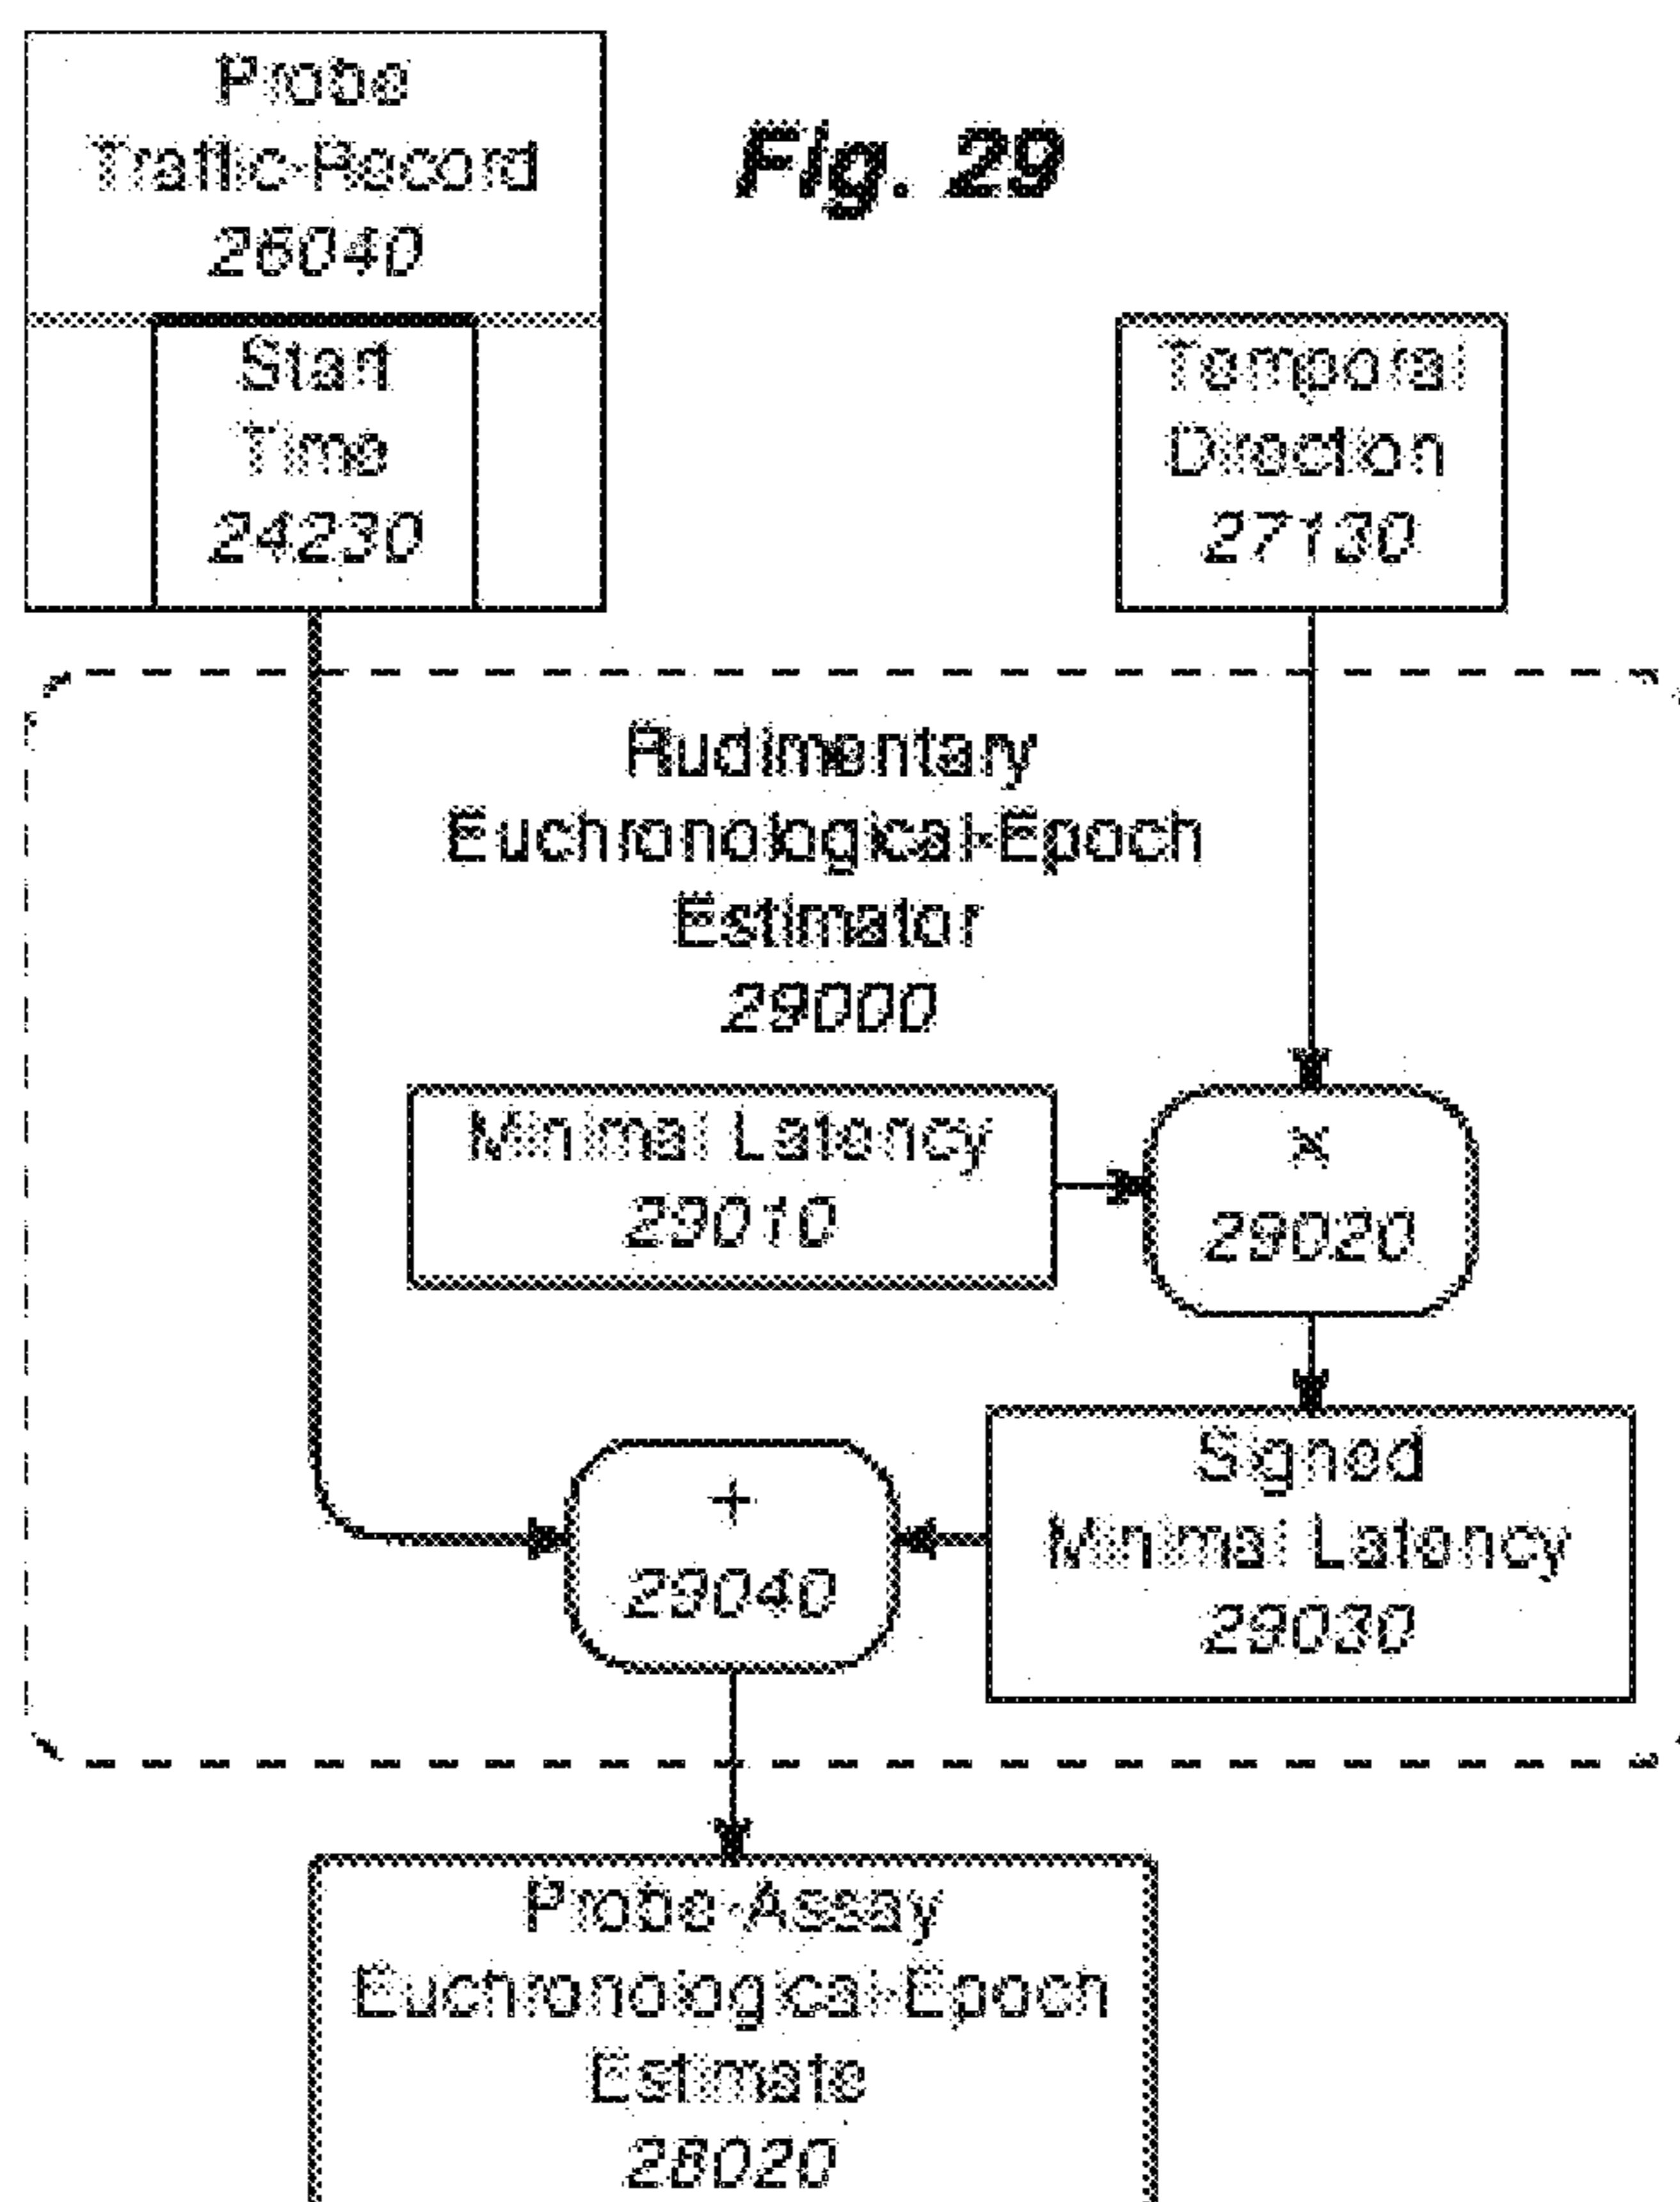 Probe
Traffic-Record
26040
Fig. 29
Start
Time
24230
Temporal
Direction
27130
Rudimentary
Euchronological-Epoch
Estimator
29000
Minimal Latency
29010
×
29020
Signed
Minimal Latency
29030
+
29040
Probe-Assay
Euchronological-Epoch
Estimate
28020